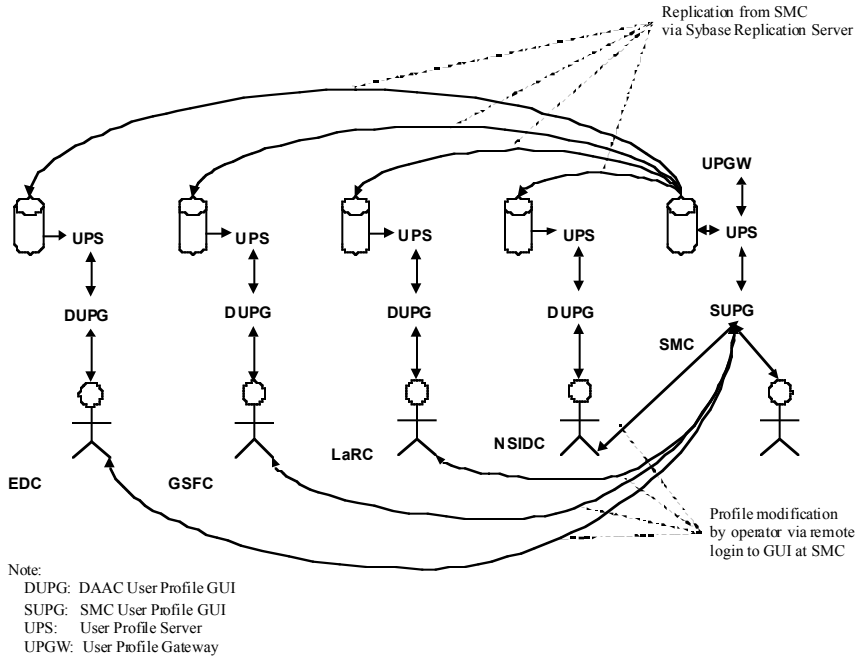 Replication from SMC
via Sybase Replication Server
UPGW
UPS
UPS
UPS
UPS
UPS
DUPG
DUPG
DUPG
DUPG
SUPG
SMC
EDC
GSFC
LaRC
NSIDC
Profile modification
by operator via remote
login to GUI at SMC
Note:
DUPG: DAAC User Profile GUI
SUPG: SMC User Profile GUI
UPS: User Profile Server
UPGW: User Profile Gateway